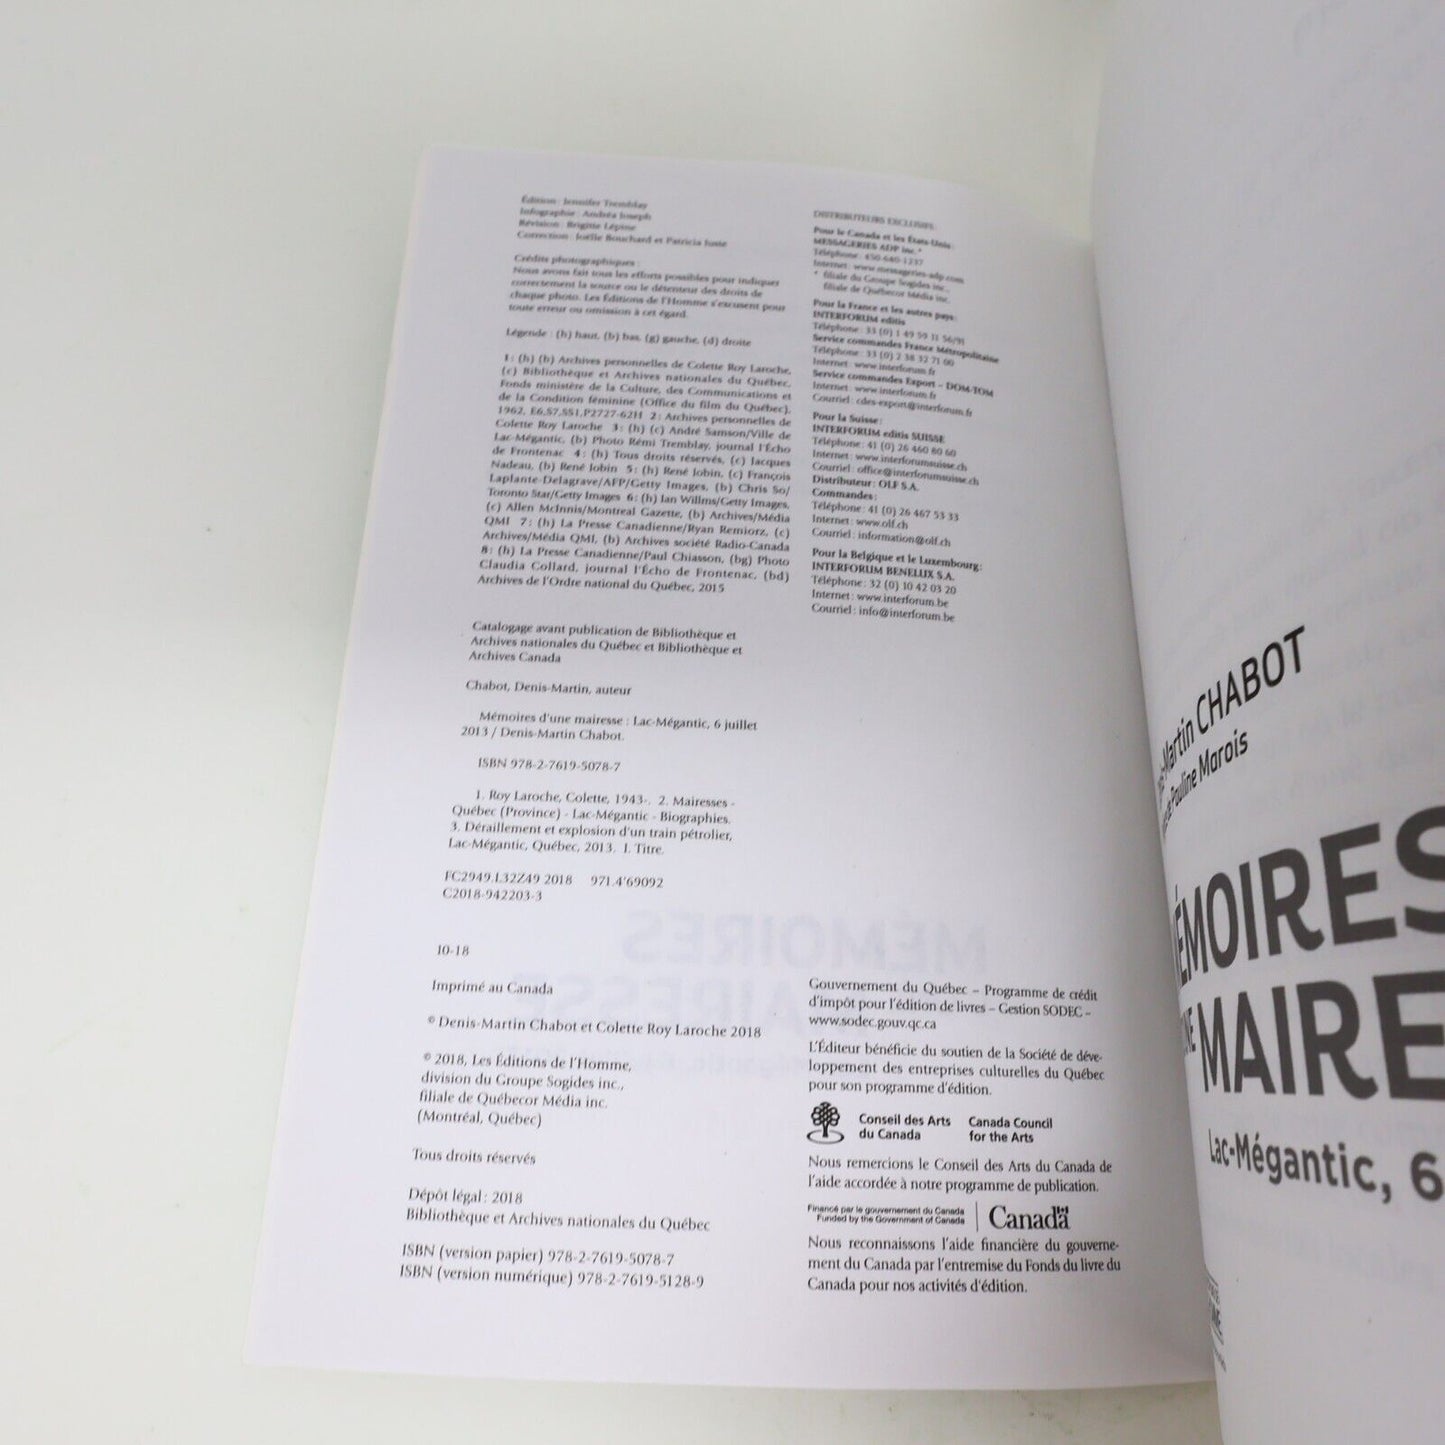 Édition : Jennifer Tremblay
Infographie : Andréa Joseph
Révision : Brigitte Lépine
Correction : Joëlle Bouchard et Patricia Juste
Crédits photographiques :
Nous avons fait tous les efforts possibles pour indiquer
correctement la source ou le détenteur des droits de
chaque photo. Les Éditions de l'Homme s'excusent pour
toute erreur ou omission à cet égard.
Légende : (h) haut, (b) bas, (g) gauche, (d) droite
1 : (h) (b) Archives personnelles de Colette Roy Laroche,
(c) Bibliothèque et Archives nationales du Québec,
Fonds ministère de la Culture, des Communications et
de la Condition féminine (Office du film du Québec),
1962, E6,S7,SS1,P2727-62H 2 : Archives personnelles de
Colette Roy Laroche 3 : (h) (c) André Samson/Ville de
Lac-Mégantic, (b) Photo Rémi Tremblay, journal l'Écho
de Frontenac 4 : (h) Tous droits réservés, (c) Jacques
Nadeau, (b) René Jobin 5 : (h) René Jobin, (c) François
Laplante-Delagrave/AFP/Getty Images, (b) Chris So/
Toronto Star/Getty Images 6 : (h) Ian Willms/Getty Images,
(c) Allen McInnis/Montreal Gazette, (b) Archives/Média
QMI 7 : (h) La Presse Canadienne/Ryan Remiorz, (c)
Archives/Média QMI, (b) Archives société Radio-Canada
8 : (h) La Presse Canadienne/Paul Chiasson, (bg) Photo
Claudia Collard, journal l'Écho de Frontenac, (bd)
Archives de l'Ordre national du Québec, 2015
Catalogage avant publication de Bibliothèque et
Archives nationales du Québec et Bibliothèque et
Archives Canada
Chabot, Denis-Martin, auteur
Mémoires d'une mairesse : Lac-Mégantic, 6 juillet
2013 / Denis-Martin Chabot.
ISBN 978-2-7619-5078-7
1. Roy Laroche, Colette, 1943-. 2. Mairesses -
Québec (Province) - Lac-Mégantic - Biographies.
3. Déraillement et explosion d'un train pétrolier,
Lac-Mégantic, Québec, 2013. I. Titre.
FC2949.L32Z49 2018 971.4'69092
C2018-942203-3
10-18
Imprimé au Canada
© Denis-Martin Chabot et Colette Roy Laroche 2018
© 2018, Les Éditions de l'Homme,
division du Groupe Sogides inc.,
filiale de Québecor Média inc.
(Montréal, Québec)
Tous droits réservés
Dépôt légal : 2018
Bibliothèque et Archives nationales du Québec
ISBN (version papier) 978-2-7619-5078-7
ISBN (version numérique) 978-2-7619-5128-9
DISTRIBUTEURS EXCLUSIFS :
Pour le Canada et les États-Unis :
MESSAGERIES ADP inc.*
Téléphone : 450-640-1237
Internet : www.messageries-adp.com
* filiale du Groupe Sogides inc.,
filiale de Québecor Média inc.
Pour la France et les autres pays :
INTERFORUM editis
Téléphone : 33 (0) 1 49 59 11 56/91
Service commandes France Métropolitaine
Téléphone : 33 (0) 2 38 32 71 00
Internet : www.interforum.fr
Service commandes Export – DOM-TOM
Internet : www.interforum.fr
Courriel : cdes-export@interforum.fr
Pour la Suisse :
INTERFORUM editis SUISSE
Téléphone : 41 (0) 26 460 80 60
Internet : www.interforumsuisse.ch
Courriel : office@interforumsuisse.ch
Distributeur : OLF S.A.
Commandes :
Téléphone : 41 (0) 26 467 53 33
Internet : www.olf.ch
Courriel : information@olf.ch
Pour la Belgique et le Luxembourg :
INTERFORUM BENELUX S.A.
Téléphone : 32 (0) 10 42 03 20
Internet : www.interforum.be
Courriel : info@interforum.be
Gouvernement du Québec – Programme de crédit
d'impôt pour l'édition de livres – Gestion SODEC –
www.sodec.gouv.qc.ca
L'Éditeur bénéficie du soutien de la Société de déve-
loppement des entreprises culturelles du Québec
pour son programme d'édition.
Conseil des Arts Canada Council
du Canada for the Arts
Nous remercions le Conseil des Arts du Canada de
l'aide accordée à notre programme de publication.
Financé par le gouvernement du Canada
Funded by the Government of Canada
Canada
Nous reconnaissons l'aide financière du gouverne-
ment du Canada par l'entremise du Fonds du livre du
Canada pour nos activités d'édition.
-Martin CHABOT
Pauline Marois
ÉMOIRES
NE MAIRE
Lac-Mégantic, 6